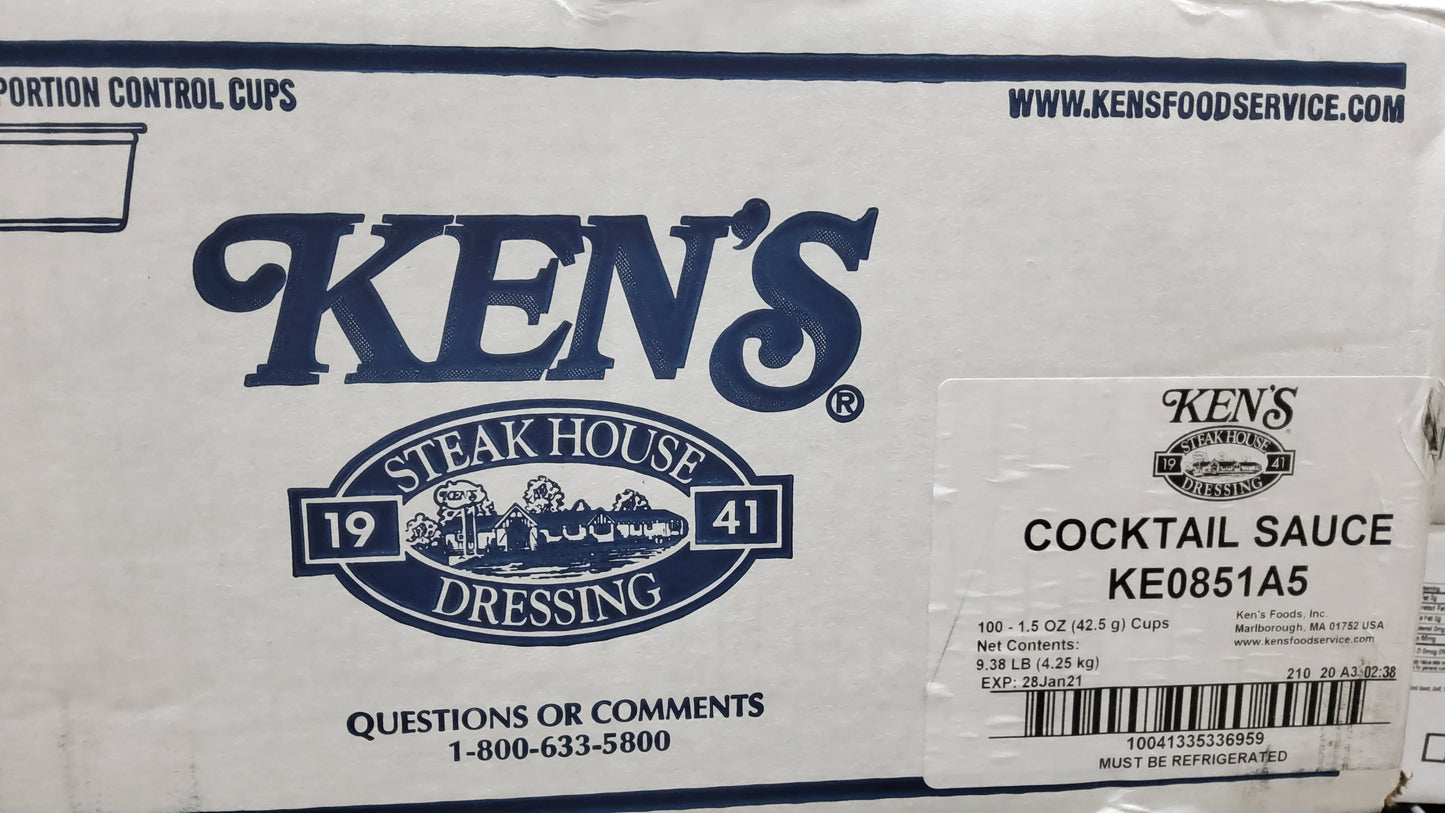 PORTION CONTROL CUPS
WWW.KENSFOODSERVICE.COM
KEN'S®
STEAK HOUSE
KEN'S
19 41
DRESSING
QUESTIONS OR COMMENTS
1-800-633-5800
KEN'S
STEAK HOUSE
19 41
DRESSING
COCKTAIL SAUCE
KE0851A5
100 - 1.5 OZ (42.5 g) Cups
Net Contents:
9.38 LB (4.25 kg)
EXP: 28Jan21
Ken's Foods, Inc.
Marlborough, MA 01752 USA
www.kensfoodservice.com
210 20 A3 02:38
10041335336959
MUST BE REFRIGERATED